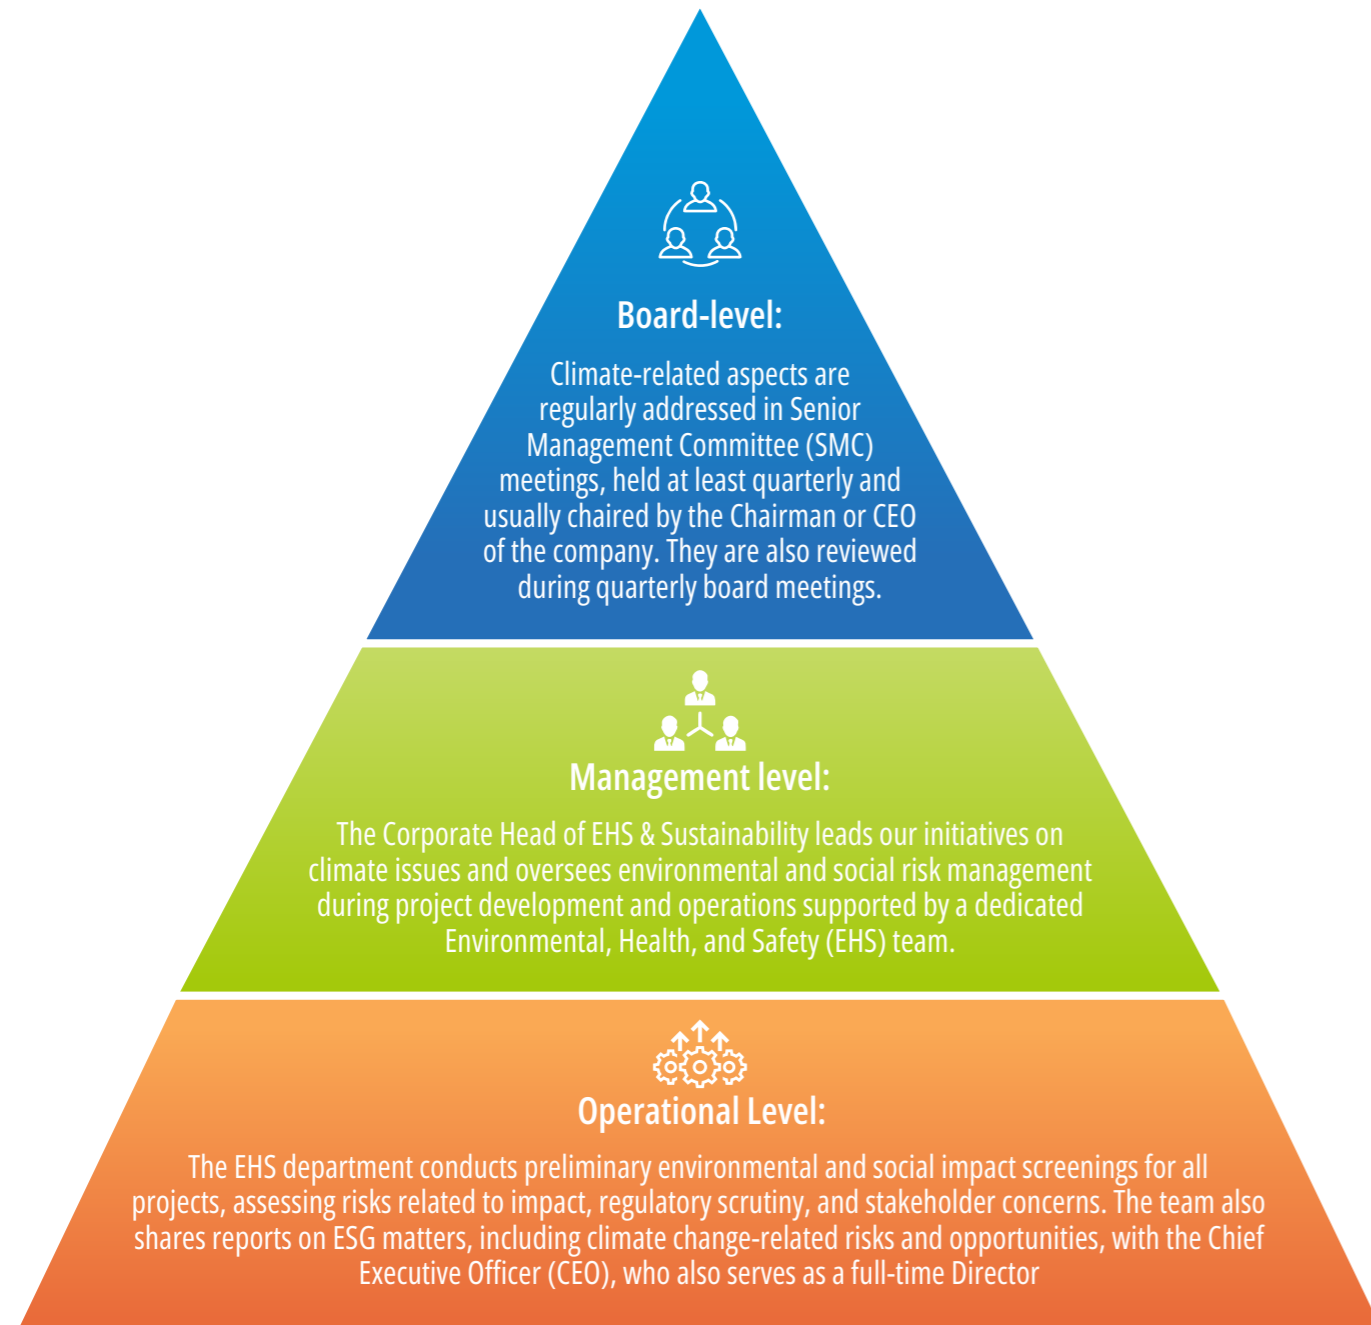 Board-level:
Climate-related aspects are
regularly addressed in Senior
Management Committee (SMC)
meetings, held at least quarterly and
usually chaired by the Chairman or CEO
of the company. They are also reviewed
during quarterly board meetings.
Management level:
The Corporate Head of EHS & Sustainability leads our initiatives on
climate issues and oversees environmental and social risk management
during project development and operations supported by a dedicated
Environmental, Health, and Safety (EHS) team.
Operational Level:
The EHS department conducts preliminary environmental and social impact screenings for all
projects, assessing risks related to impact, regulatory scrutiny, and stakeholder concerns. The team also
shares reports on ESG matters, including climate change-related risks and opportunities, with the Chief
Executive Officer (CEO), who also serves as a full-time Director